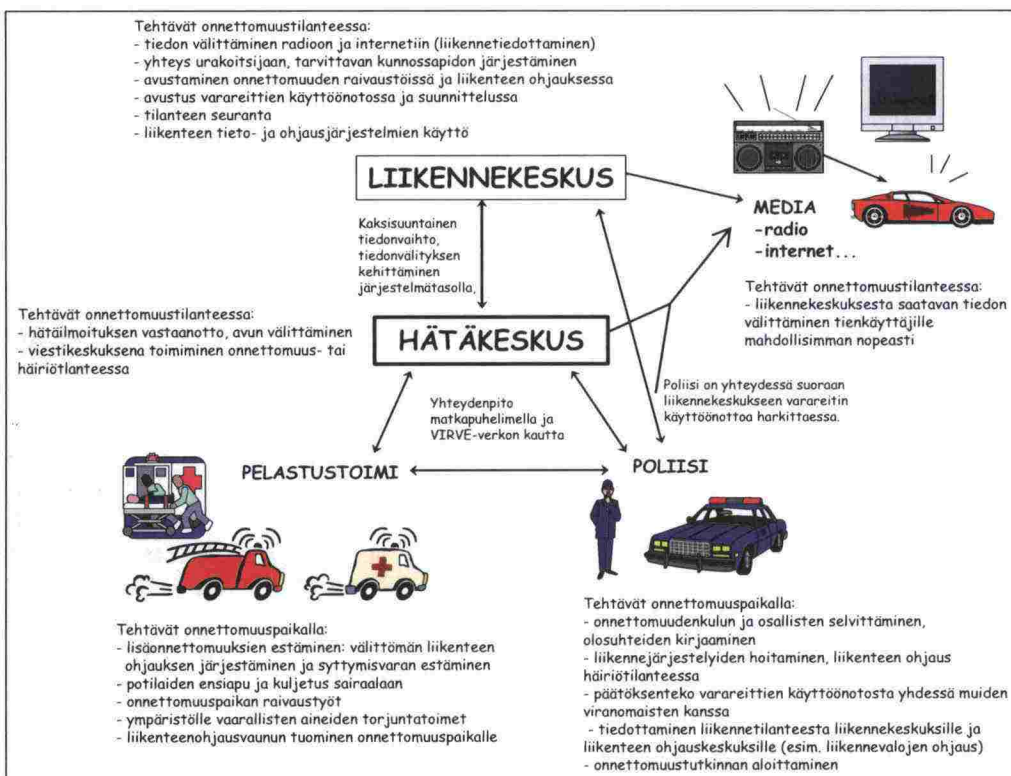 Tehtävät onnettomuustilanteessa:
- tiedon välittäminen radioon ja internetiin (liikennetiedottaminen)
- yhteys urakoitsijaan, tarvittavan kunnossapidon järjestäminen
- avustaminen onnettomuuden raivaustöissä ja liikenteen ohjauksessa
- avustus varareittien käyttöönotossa ja suunnittelussa
- tilanteen seuranta
- liikenteen tieto- ja ohjausjärjestelmien käyttö
LIIKENNEKESKUS
MEDIA
-radio
-internet...
Kaksisuuntainen
tiedonvaihto,
tiedonvälityksen
kehittäminen
järjestelmätasolla,
Tehtävät onnettomuustilanteessa:
- liikennekeskuksesta saatavan tiedon
välittäminen tienkäyttäjille
mahdollisimman nopeasti
Tehtävät onnettomuustilanteessa:
- hätäilmoituksen vastaanotto, avun välittäminen
- viestikeskuksena toimiminen onnettomuus- tai
häiriötlanteessa
HÄTÄKESKUS
Poliisi on yhteydessä suoraan
liikennekeskukseen varareitin
käyttöönottoa harkittaessa.
Yhteydenpito
matkapuhelimella ja
VIRVE-verkon kautta
PELASTUSTOIMI
POLIISI
Tehtävät onnettomuuspaikalla:
- lisäonnettomuuksien estäminen: välittömän liikenteen
ohjauksen järjestäminen ja syttymisvaran estäminen
- potilaiden ensiapu ja kuljetus sairaalaan
- onnettomuuspaikan raivaustyöt
- ympäristölle vaarallisten aineiden torjuntatoimet
- liikenteenohjausvaunun tuominen onnettomuuspaikalle
Tehtävät onnettomuuspaikalla:
- onnettomuudenkulun ja osallisten selvittäminen,
olosuhteiden kirjaaminen
- liikennejärjestelyiden hoitaminen, liikenteen ohjaus
häiriötilanteessa
- päätöksenteko varareittien käyttöönotosta yhdessä muiden
viranomaisten kanssa
- tiedottaminen liikennetilanteesta liikennekeskuksille ja
liikenteen ohjauskeskuksille (esim. liikennevalojen ohjaus)
- onnettomuustutkinnan aloittaminen